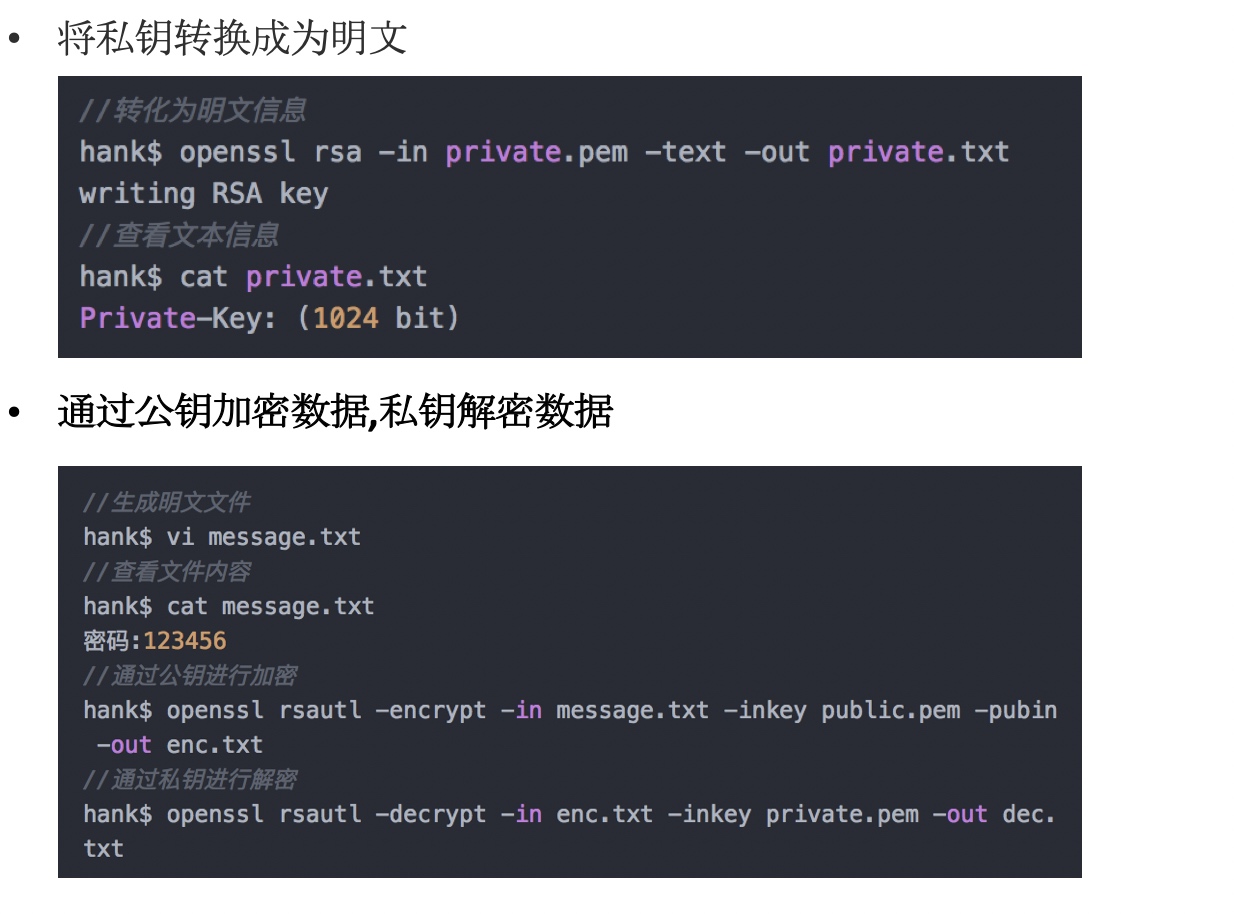 • 将私钥转换成为明文
//转化为明文信息
hank$ openssl rsa -in private.pem -text -out private.txt
writing RSA key
//查看文本信息
hank$ cat private.txt
Private-Key: (1024 bit)
• 通过公钥加密数据,私钥解密数据
//生成明文文件
hank$ vi message.txt
//查看文件内容
hank$ cat message.txt
密码:123456
//通过公钥进行加密
hank$ openssl rsautl -encrypt -in message.txt -inkey public.pem -pubin
-out enc.txt
//通过私钥进行解密
hank$ openssl rsautl -decrypt -in enc.txt -inkey private.pem -out dec.
txt